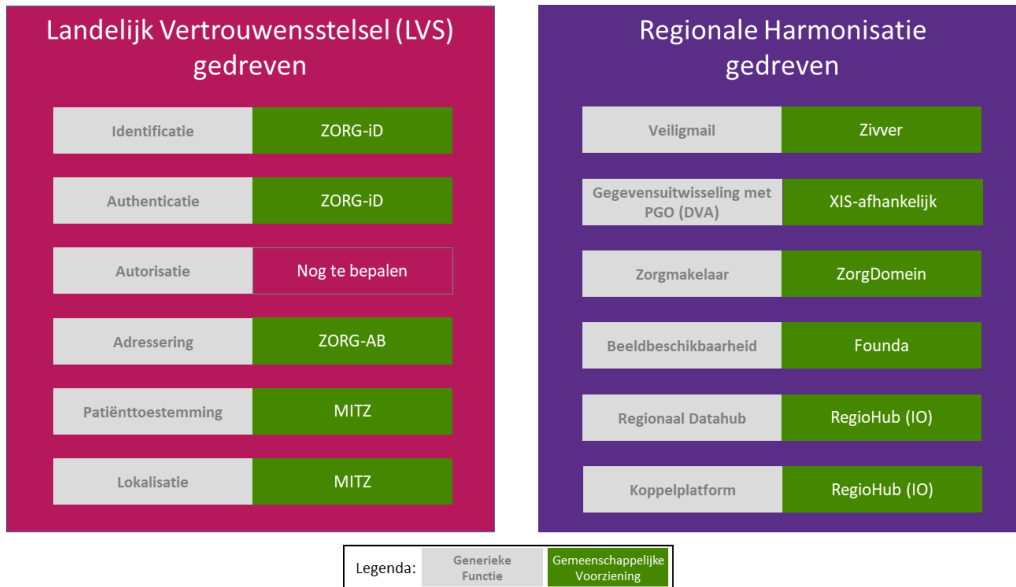 Landelijk Vertrouwensstelsel (LVS)
gedreven
Identificatie
ZORG-iD
Authenticatie
ZORG-iD
Autorisatie
Nog te bepalen
Adressering
ZORG-AB
Patiënttoestemming
MITZ
Lokalisatie
MITZ
Regionale Harmonisatie
gedreven
Veiligmail
Zivver
Gegevensuitwisseling met
PGO (DVA)
XIS-afhankelijk
Zorgmakelaar
ZorgDomein
Beeldbeschikbaarheid
Founda
Regionaal Datahub
RegioHub (IO)
Koppelplatform
RegioHub (IO)
Legenda:
Generieke
Functie
Gemeenschappelijke
Voorziening